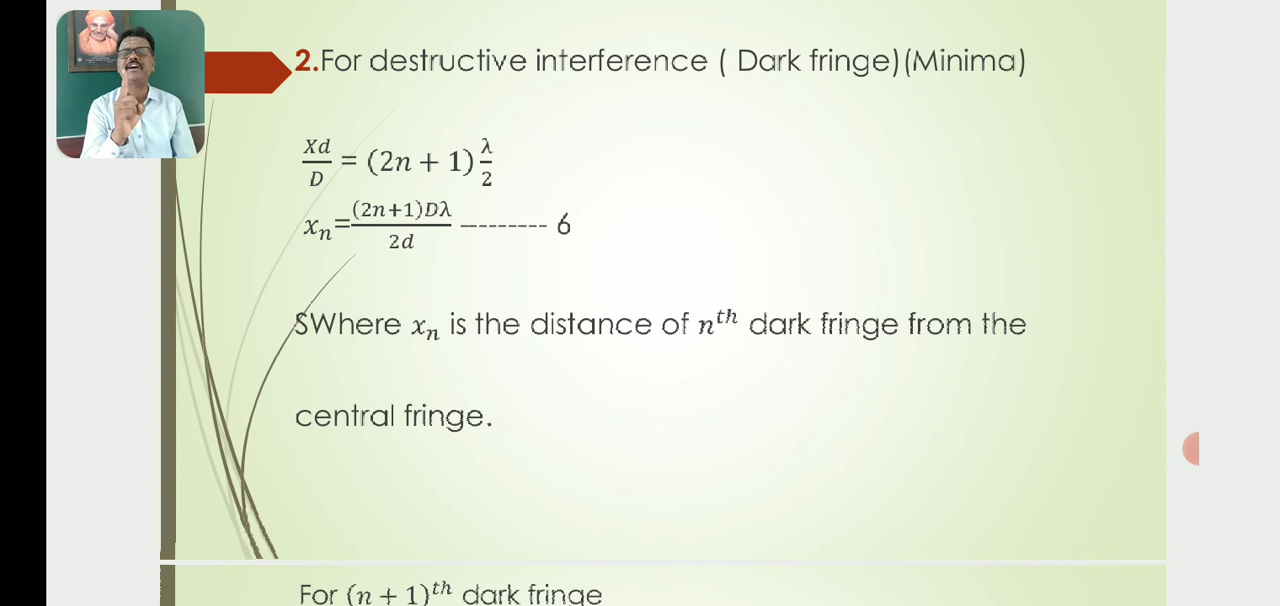 2.For destructive interference ( Dark fringe)(Minima)
Xd/D = (2n + 1) λ/2
xₙ=(2n+1)Dλ/2d --------- 6
SWhere xₙ is the distance of nᵗʰ dark fringe from the
central fringe.
For (n + 1)ᵗʰ dark fringe